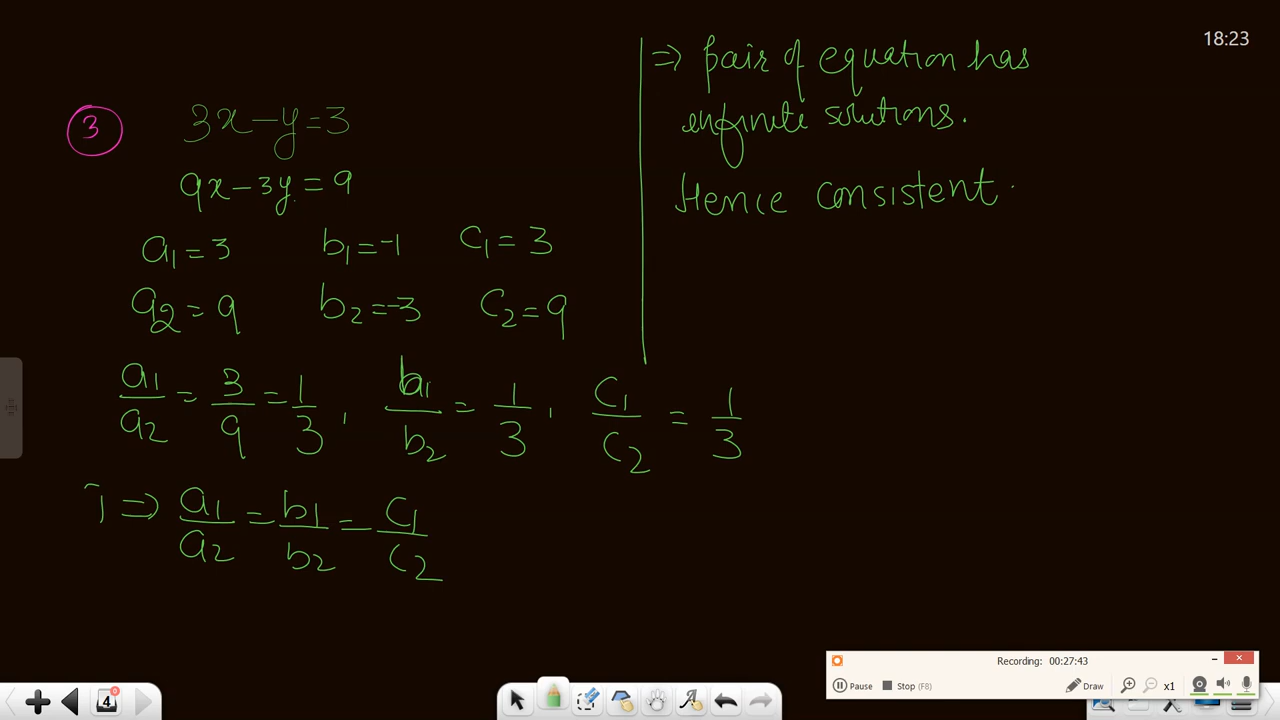 18:23
3
3x-y=3
9x-3y=9
a1=3 b1=-1 c1=3
a2=9 b2=-3 c2=9
a1/a2 = 3/9 = 1/3, b1/b2 = 1/3, c1/c2 = 1/3
⇒ a1/a2 = b1/b2 = c1/c2
⇒ pair of equation has
infinite solutions.
Hence consistent.
Recording: 00:27:43
Pause Stop (F8) Draw x1
4 0